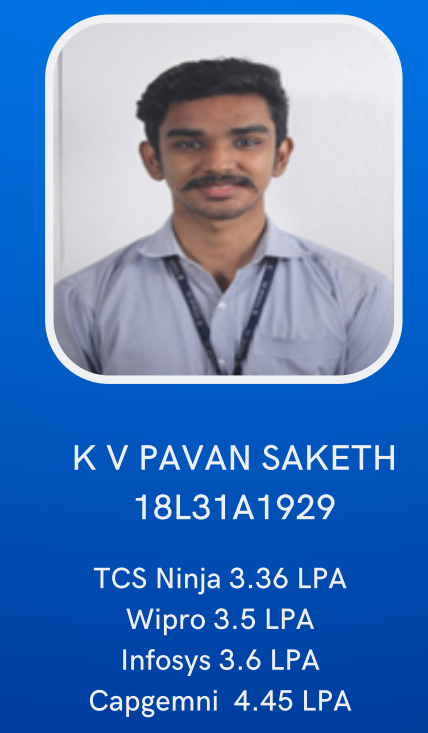 K V PAVAN SAKETH
18L31A1929
TCS Ninja 3.36 LPA
Wipro 3.5 LPA
Infosys 3.6 LPA
Capgemni 4.45 LPA